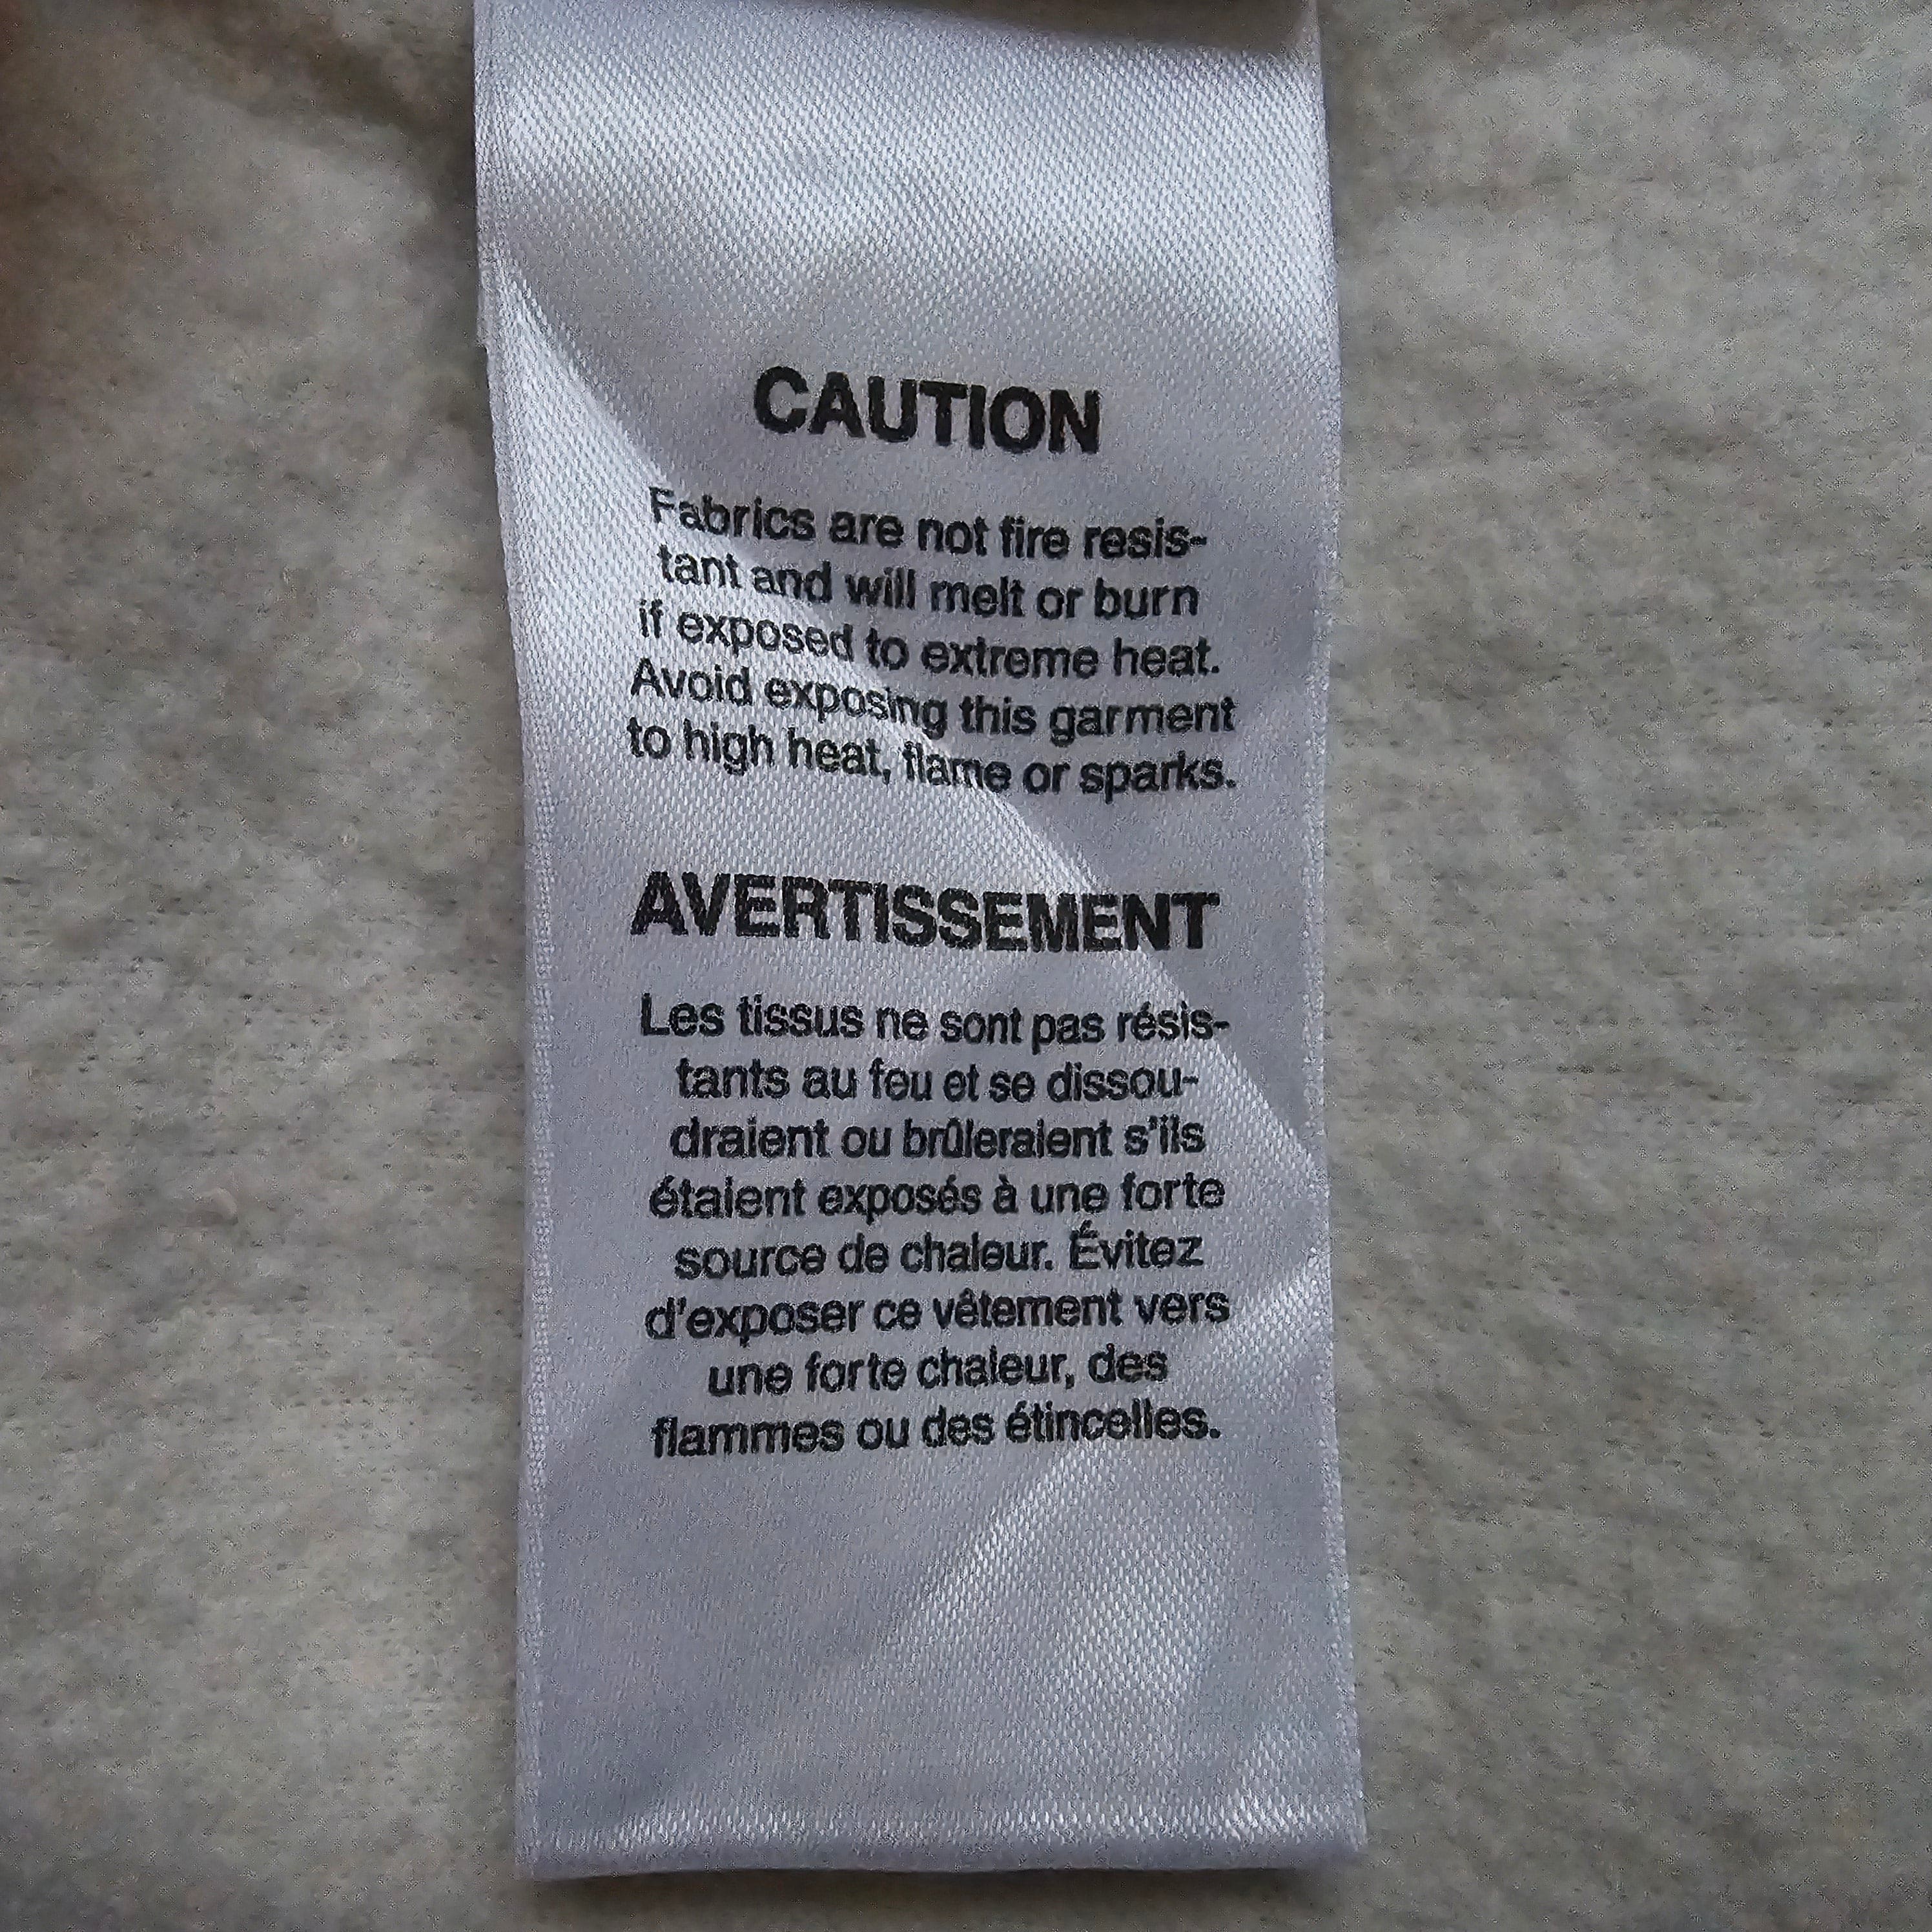 CAUTION
Fabrics are not fire resis-
tant and will melt or burn
if exposed to extreme heat.
Avoid exposing this garment
to high heat, flame or sparks.
AVERTISSEMENT
Les tissus ne sont pas résis-
tants au feu et se dissou-
draient ou brûleraient s'ils
étaient exposés à une forte
source de chaleur. Évitez
d'exposer ce vêtement vers
une forte chaleur, des
flammes ou des étincelles.